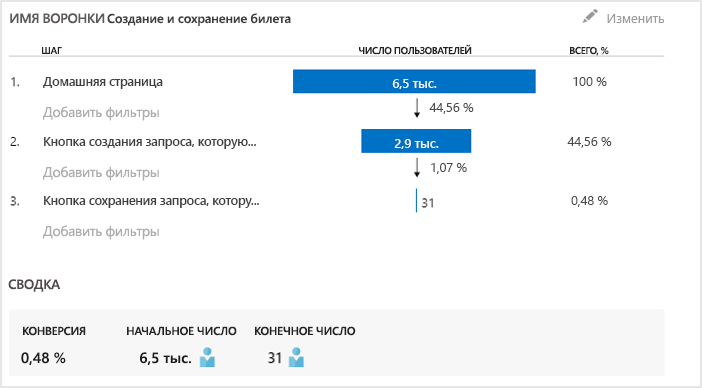 ИМЯ ВОРОНКИ Создание и сохранение билета Изменить
ШАГ ЧИСЛО ПОЛЬЗОВАТЕЛЕЙ ВСЕГО, %
1. Домашняя страница 6,5 тыс. 100 %
Добавить фильтры 44,56 %
2. Кнопка создания запроса, которую... 2,9 тыс. 44,56 %
Добавить фильтры 1,07 %
3. Кнопка сохранения запроса, котору... 31 0,48 %
Добавить фильтры
СВОДКА
КОНВЕРСИЯ НАЧАЛЬНОЕ ЧИСЛО КОНЕЧНОЕ ЧИСЛО
0,48 % 6,5 тыс. 31